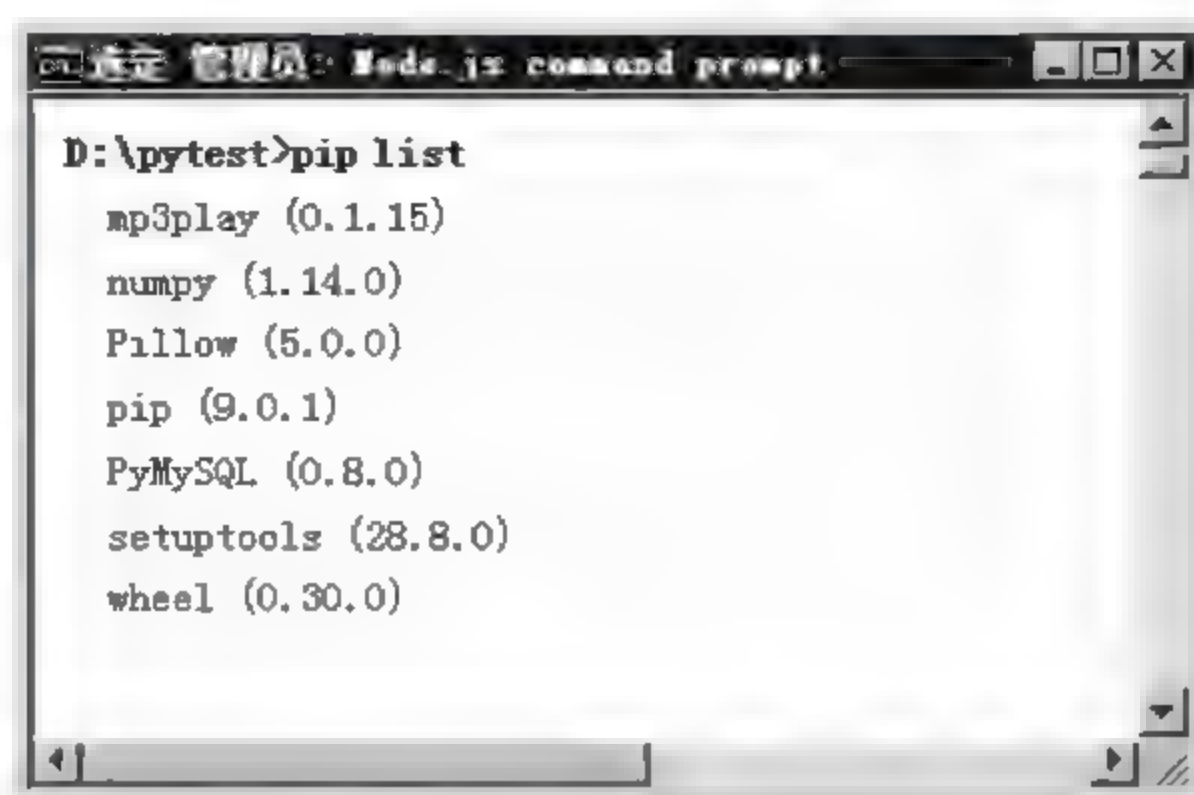 管理员: Node.js command prompt
D:\pytest>pip list
mp3play (0.1.15)
numpy (1.14.0)
Pillow (5.0.0)
pip (9.0.1)
PyMySQL (0.8.0)
setuptools (28.8.0)
wheel (0.30.0)